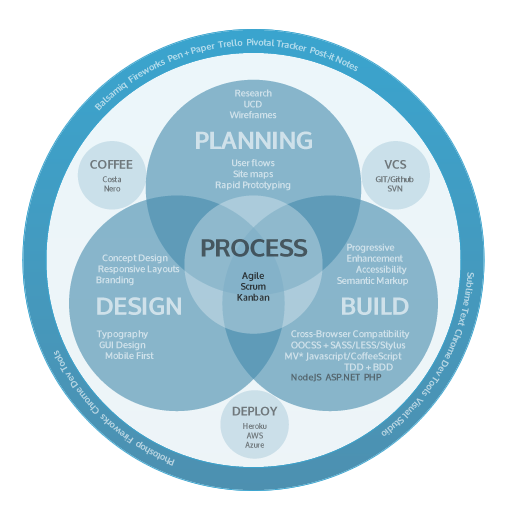 Balsamiq Fireworks Pen + Paper Trello Pivotal Tracker Post-it Notes
Research
UCD
Wireframes
PLANNING
User flows
Site maps
Rapid Prototyping
COFFEE
Costa
Nero
VCS
GIT/Github
SVN
PROCESS
Agile
Scrum
Kanban
Concept Design
Responsive Layouts
Branding
DESIGN
Typography
GUI Design
Mobile First
Progressive
Enhancement
Accessibility
Semantic Markup
BUILD
Cross-Browser Compatibility
OOCSS + SASS/LESS/Stylus
MV* Javascript/CoffeeScript
TDD + BDD
NodeJS ASP.NET PHP
DEPLOY
Heroku
AWS
Azure
Photoshop Fireworks Chrome Dev Tools
Sublime Text Chrome Dev Tools Visual Studio